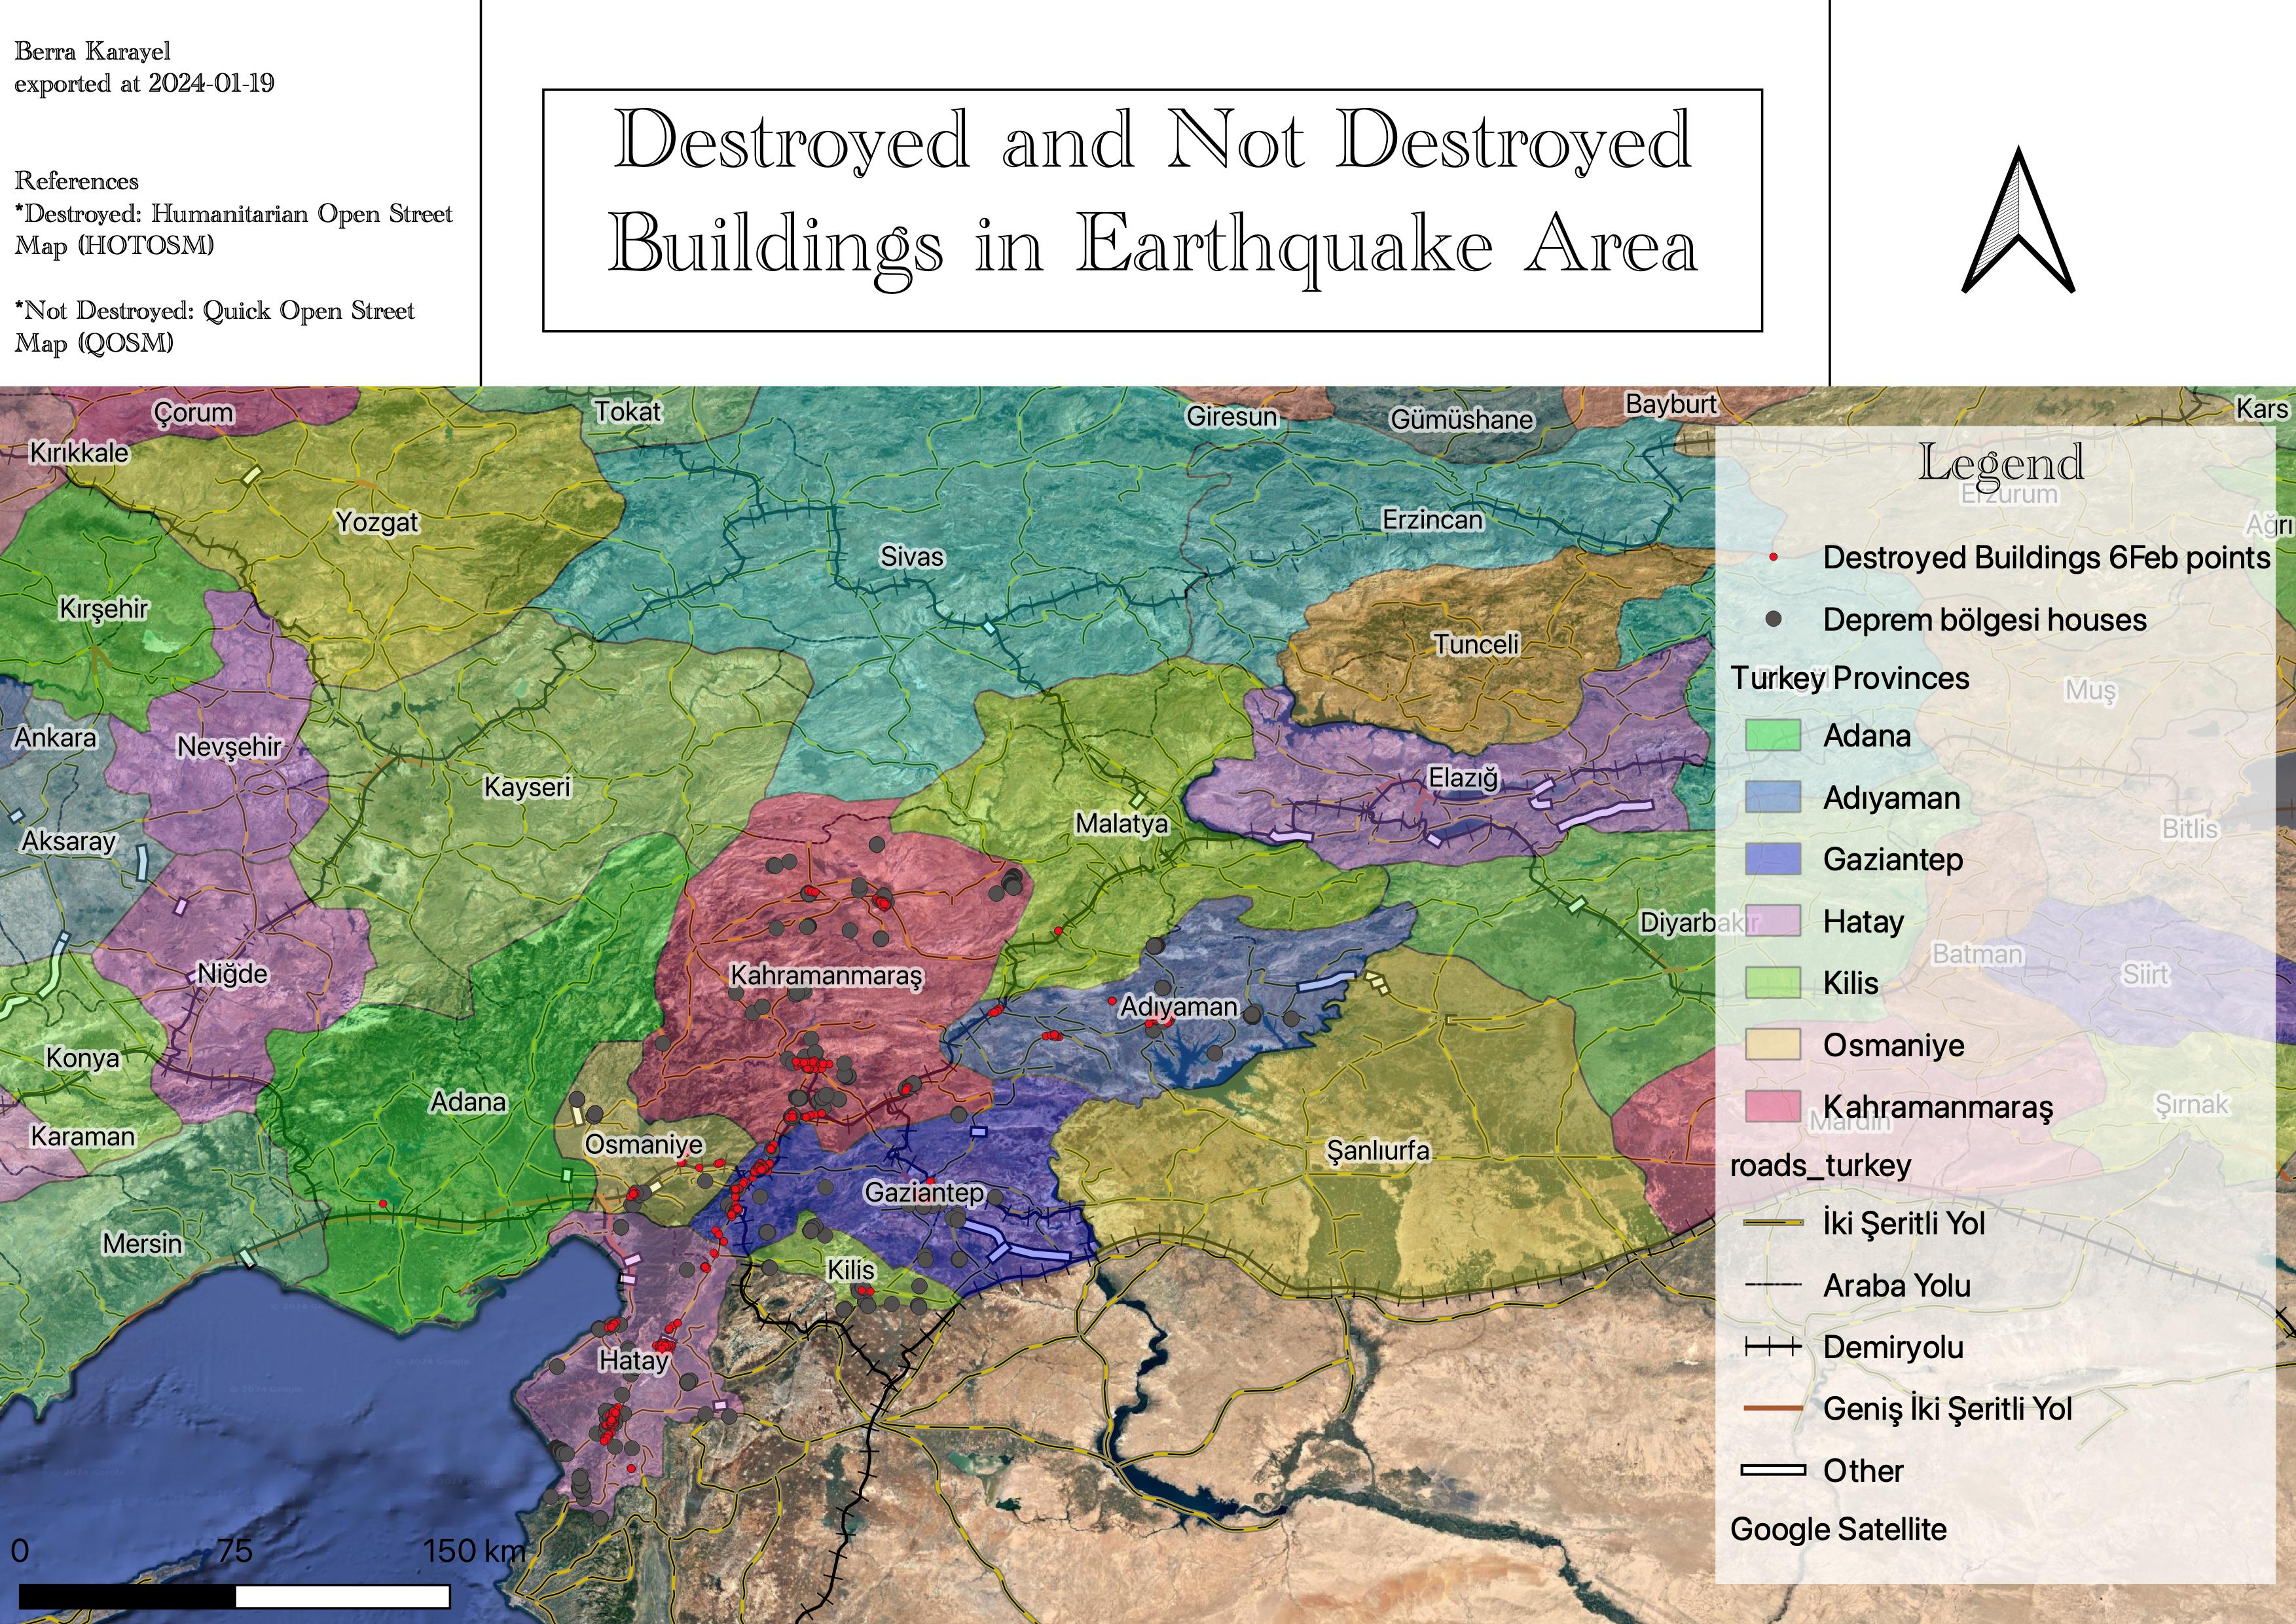 Berra Karayel
exported at 2024-01-19
References
*Destroyed: Humanitarian Open Street
Map (HOTOSM)
*Not Destroyed: Quick Open Street
Map (QOSM)
Destroyed and Not Destroyed
Buildings in Earthquake Area
Çorum
Tokat
Giresun
Gümüşhane
Bayburt
Kars
Kırıkkale
Yozgat
Sivas
Erzincan
Erzurum
Ağrı
Kırşehir
Tunceli
Muş
Ankara
Nevşehir
Kayseri
Elazığ
Malatya
Bitlis
Aksaray
Niğde
Kahramanmaraş
Diyarbakır
Batman
Siirt
Adıyaman
Konya
Adana
Karaman
Osmaniye
Şanlıurfa
Mardin
Şırnak
Mersin
Gaziantep
Kilis
Hatay
0 75 150 km
Legend
Destroyed Buildings 6Feb points
Deprem bölgesi houses
Turkey Provinces
Adana
Adıyaman
Gaziantep
Hatay
Kilis
Osmaniye
Kahramanmaraş
roads_turkey
İki Şeritli Yol
Araba Yolu
Demiryolu
Geniş İki Şeritli Yol
Other
Google Satellite